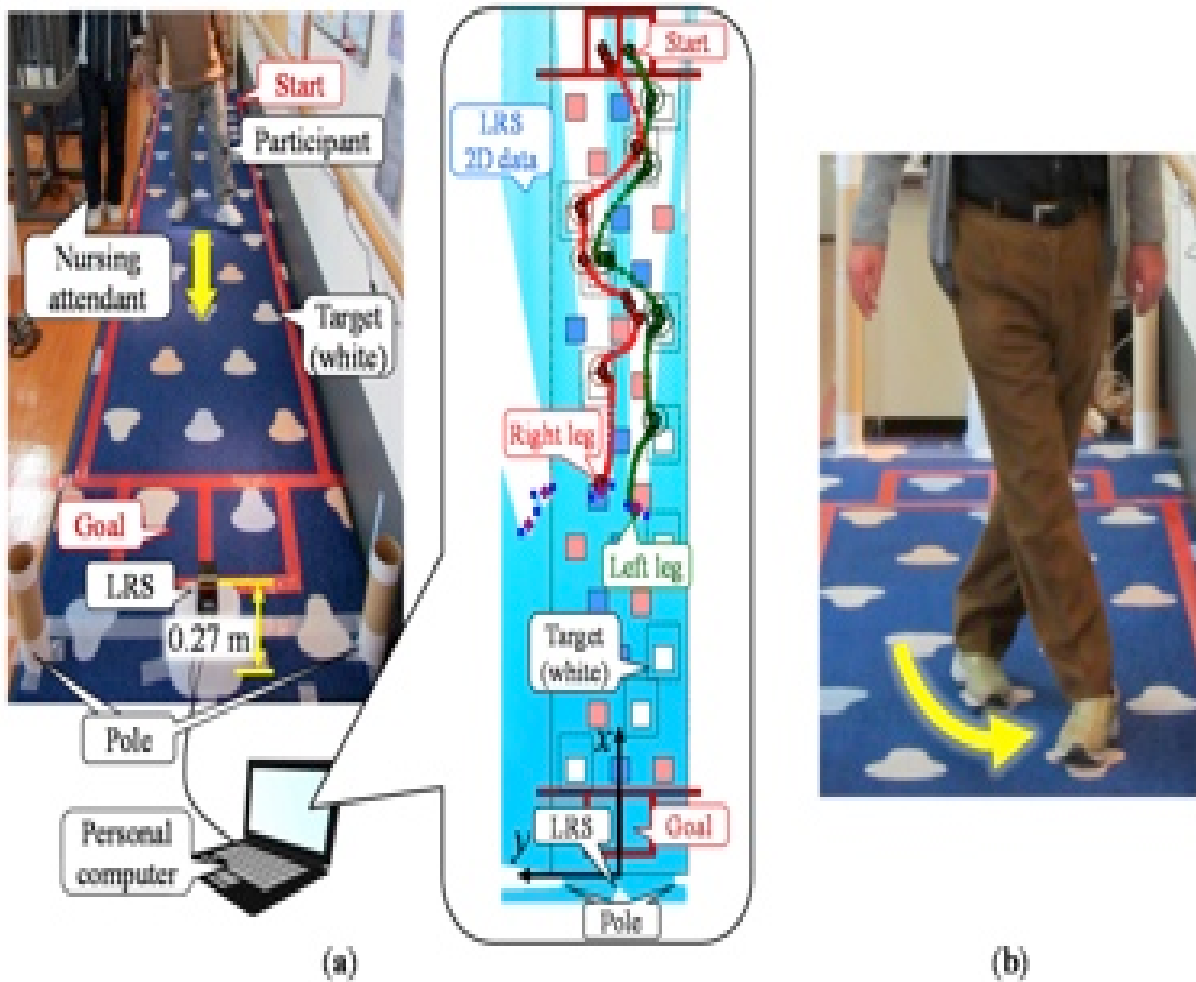 Start
Participant
Nursing
attendant
Target
(white)
Goal
LRS
0.27 m
Pole
Personal
computer
Start
LRS
2D data
Right leg
Left leg
Target
(white)
x
y
LRS
Goal
Pole
(a)
(b)